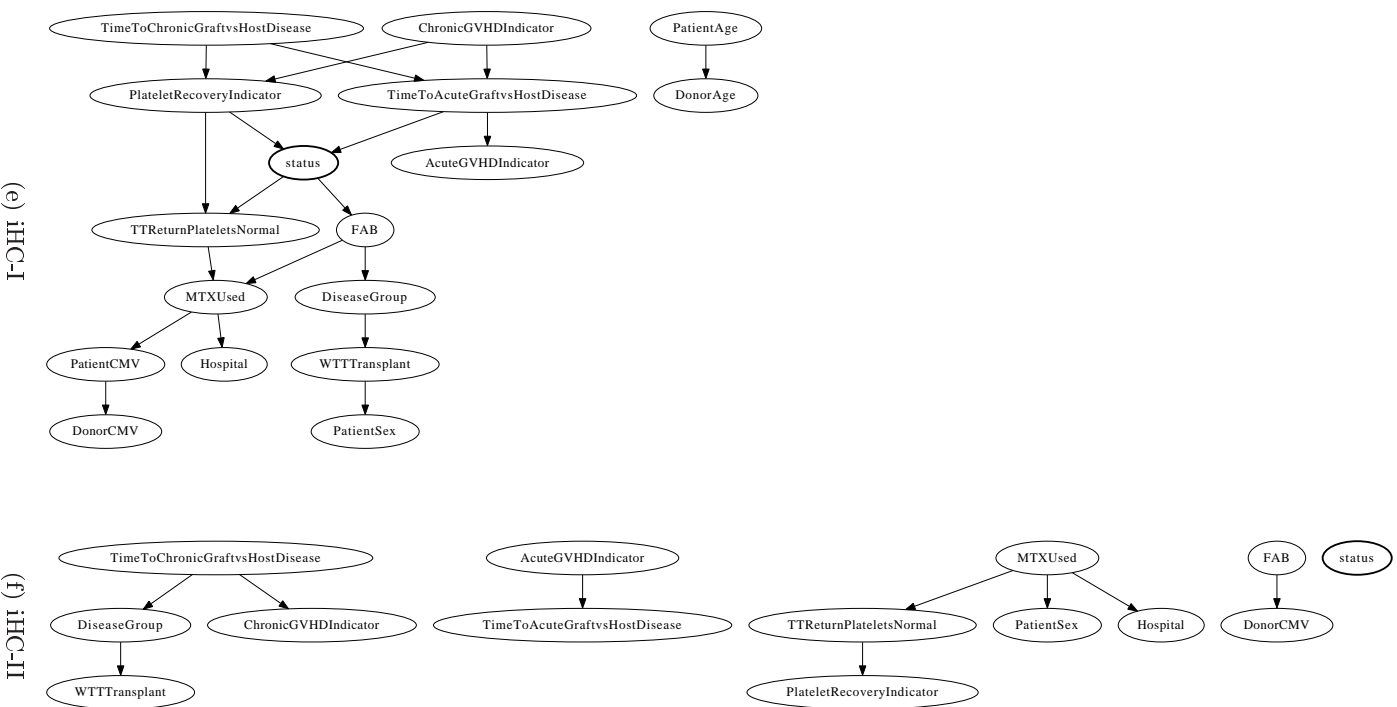 TimeToChronicGraftvsHostDisease
ChronicGVHDIndicator
PatientAge
PlateletRecoveryIndicator
TimeToAcuteGraftvsHostDisease
DonorAge
status
AcuteGVHDIndicator
TTReturnPlateletsNormal
FAB
MTXUsed
DiseaseGroup
PatientCMV
Hospital
WTTTransplant
DonorCMV
PatientSex
(e) iHC-I
TimeToChronicGraftvsHostDisease
AcuteGVHDIndicator
MTXUsed
FAB
status
DiseaseGroup
ChronicGVHDIndicator
TimeToAcuteGraftvsHostDisease
TTReturnPlateletsNormal
PatientSex
Hospital
DonorCMV
WTTTransplant
PlateletRecoveryIndicator
(f) iHC-II